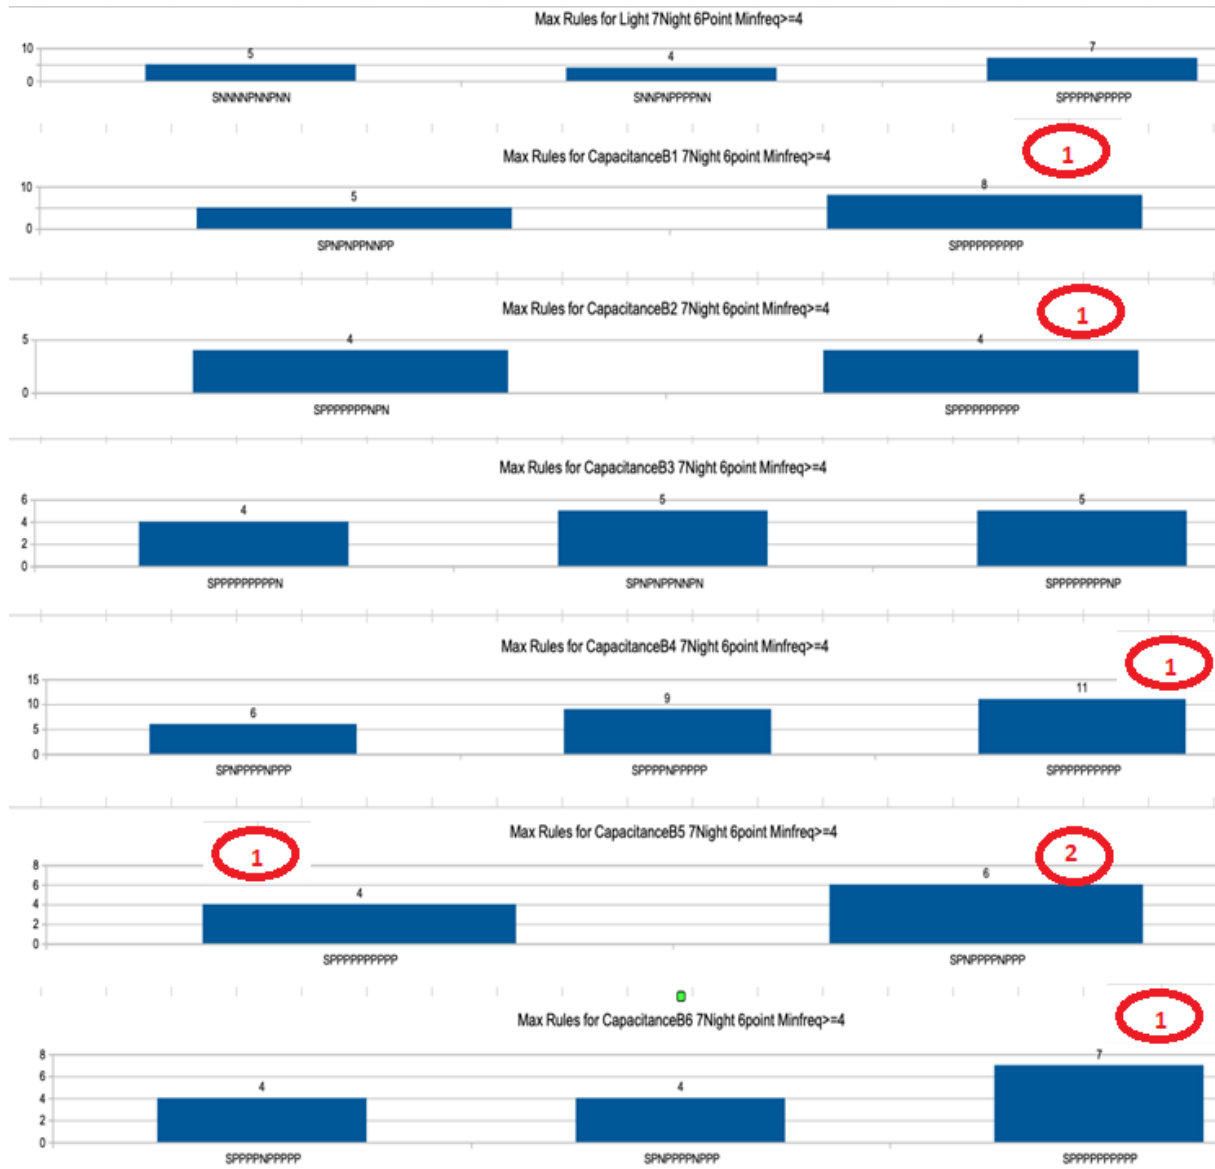 Max Rules for Light 7Night 6Point Minfreq>=4
10
0
5
4
7
SNNNNPNNPNN
SNNPNPPPPNN
SPPPPNPPPPP
1
Max Rules for CapacitanceB1 7Night 6point Minfreq>=4
10
0
5
8
SPNPNPPNNPP
SPPPPPPPPPP
1
Max Rules for CapacitanceB2 7Night 6point Minfreq>=4
5
0
4
4
SPPPPPPPNPN
SPPPPPPPPPP
Max Rules for CapacitanceB3 7Night 6point Minfreq>=4
6
4
2
0
4
5
5
SPPPPPPPPPN
SPNPNPPNNPN
SPPPPPPPPNP
1
Max Rules for CapacitanceB4 7Night 6point Minfreq>=4
15
10
5
0
6
9
11
SPNPPPPNPPP
SPPPPNPPPPP
SPPPPPPPPPP
1
Max Rules for CapacitanceB5 7Night 6point Minfreq>=4
2
8
6
4
2
0
4
6
SPPPPPPPPPP
SPNPPPPNPPP
1
Max Rules for CapacitanceB6 7Night 6point Minfreq>=4
8
6
4
2
0
4
4
7
SPPPPNPPPPP
SPNPPPPNPPP
SPPPPPPPPPP